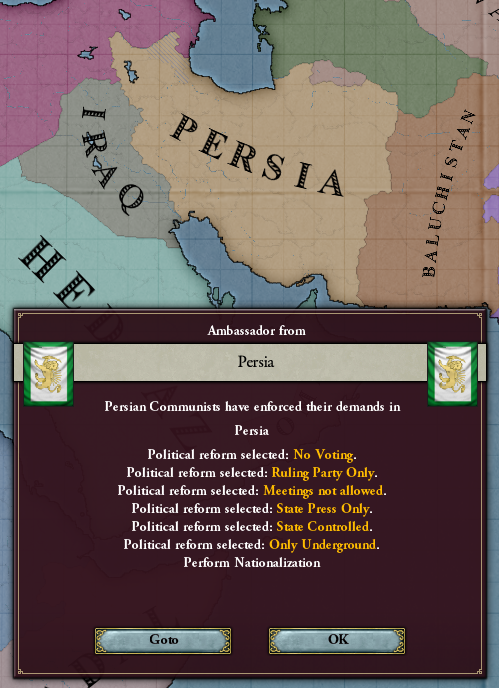 PERSIA
IRAQ
BALUCHISTAN
HEDJAZ
Ambassador from
Persia
Persian Communists have enforced their demands in
Persia
Political reform selected: No Voting.
Political reform selected: Ruling Party Only.
Political reform selected: Meetings not allowed.
Political reform selected: State Press Only.
Political reform selected: State Controlled.
Political reform selected: Only Underground.
Perform Nationalization
Goto
OK